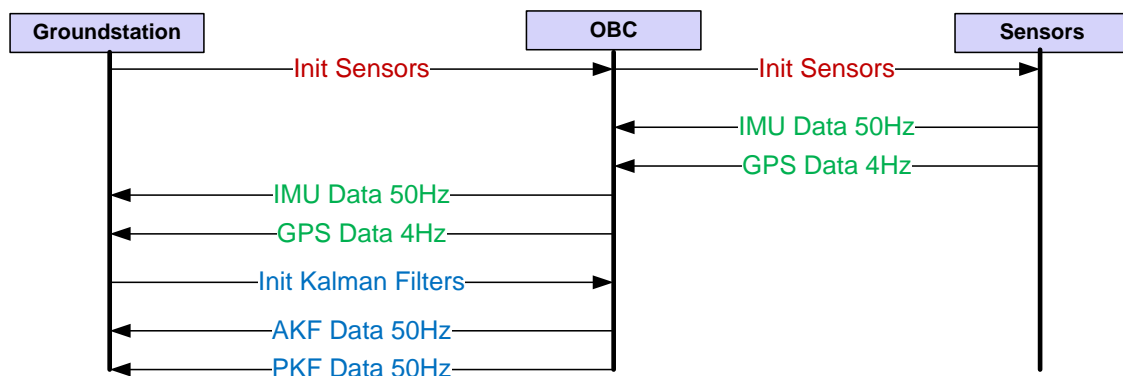 Groundstation
OBC
Sensors
Init Sensors
Init Sensors
IMU Data 50Hz
GPS Data 4Hz
IMU Data 50Hz
GPS Data 4Hz
Init Kalman Filters
AKF Data 50Hz
PKF Data 50Hz